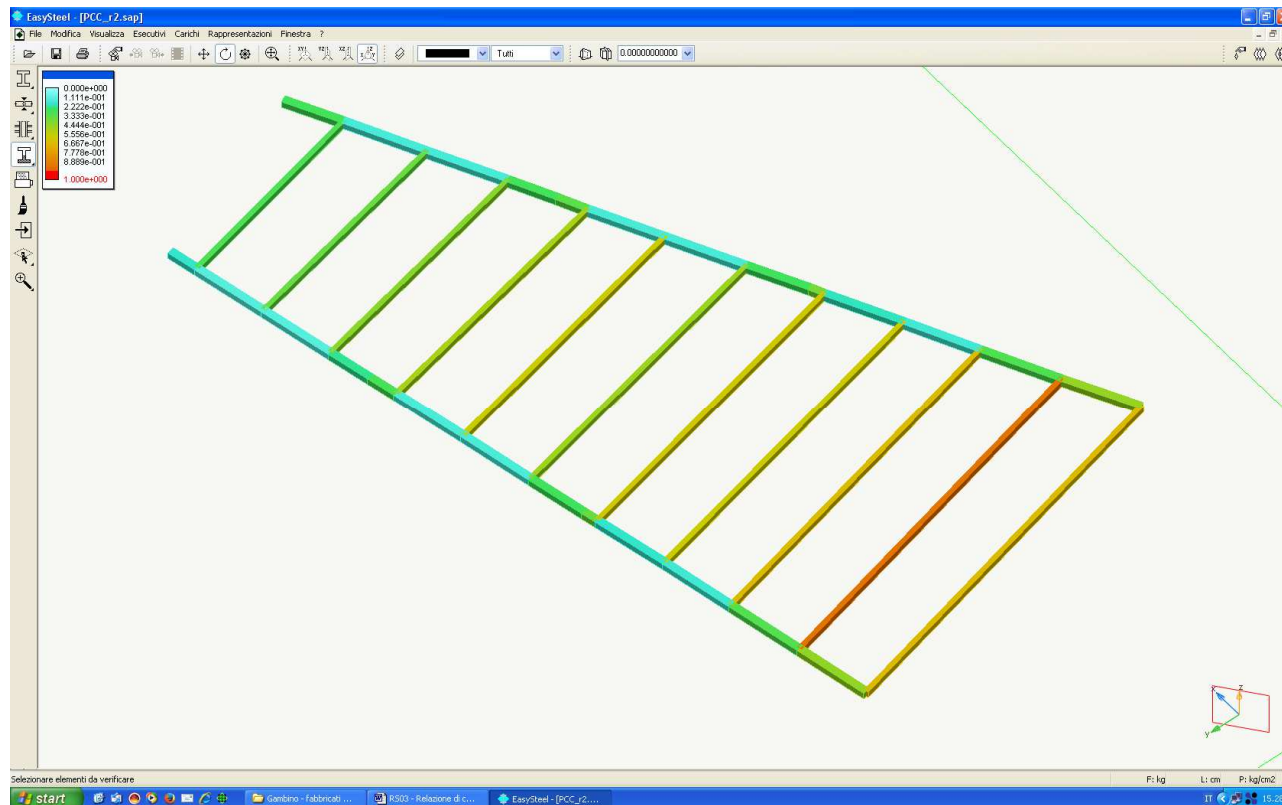 EasySteel - [PCC_r2.sap]
File Modifica Visualizza Esecutivi Carichi Rappresentazioni Finestra ?
Tutti 0.00000000000
0.000e+000
1.111e-001
2.222e-001
3.333e-001
4.444e-001
5.556e-001
6.667e-001
7.778e-001
8.889e-001
1.000e+000
X Z
Y
Selezionare elementi da verificare F: kg L: cm P: kg/cm2
start Gambino - fabbricati ... RS03 - Relazione di c... EasySteel - [PCC_r2.... IT 15.28